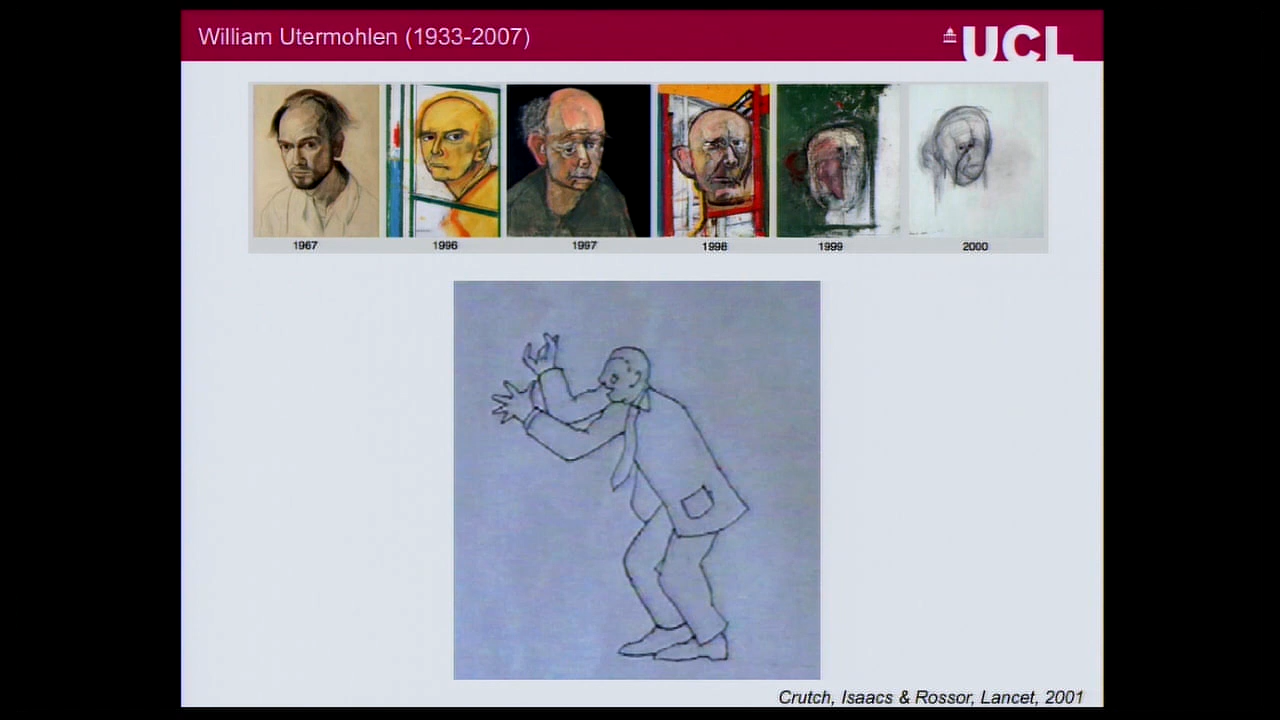 William Utermohlen (1933-2007)
UCL
1967
1996
1997
1998
1999
2000
Crutch, Isaacs & Rossor, Lancet, 2001